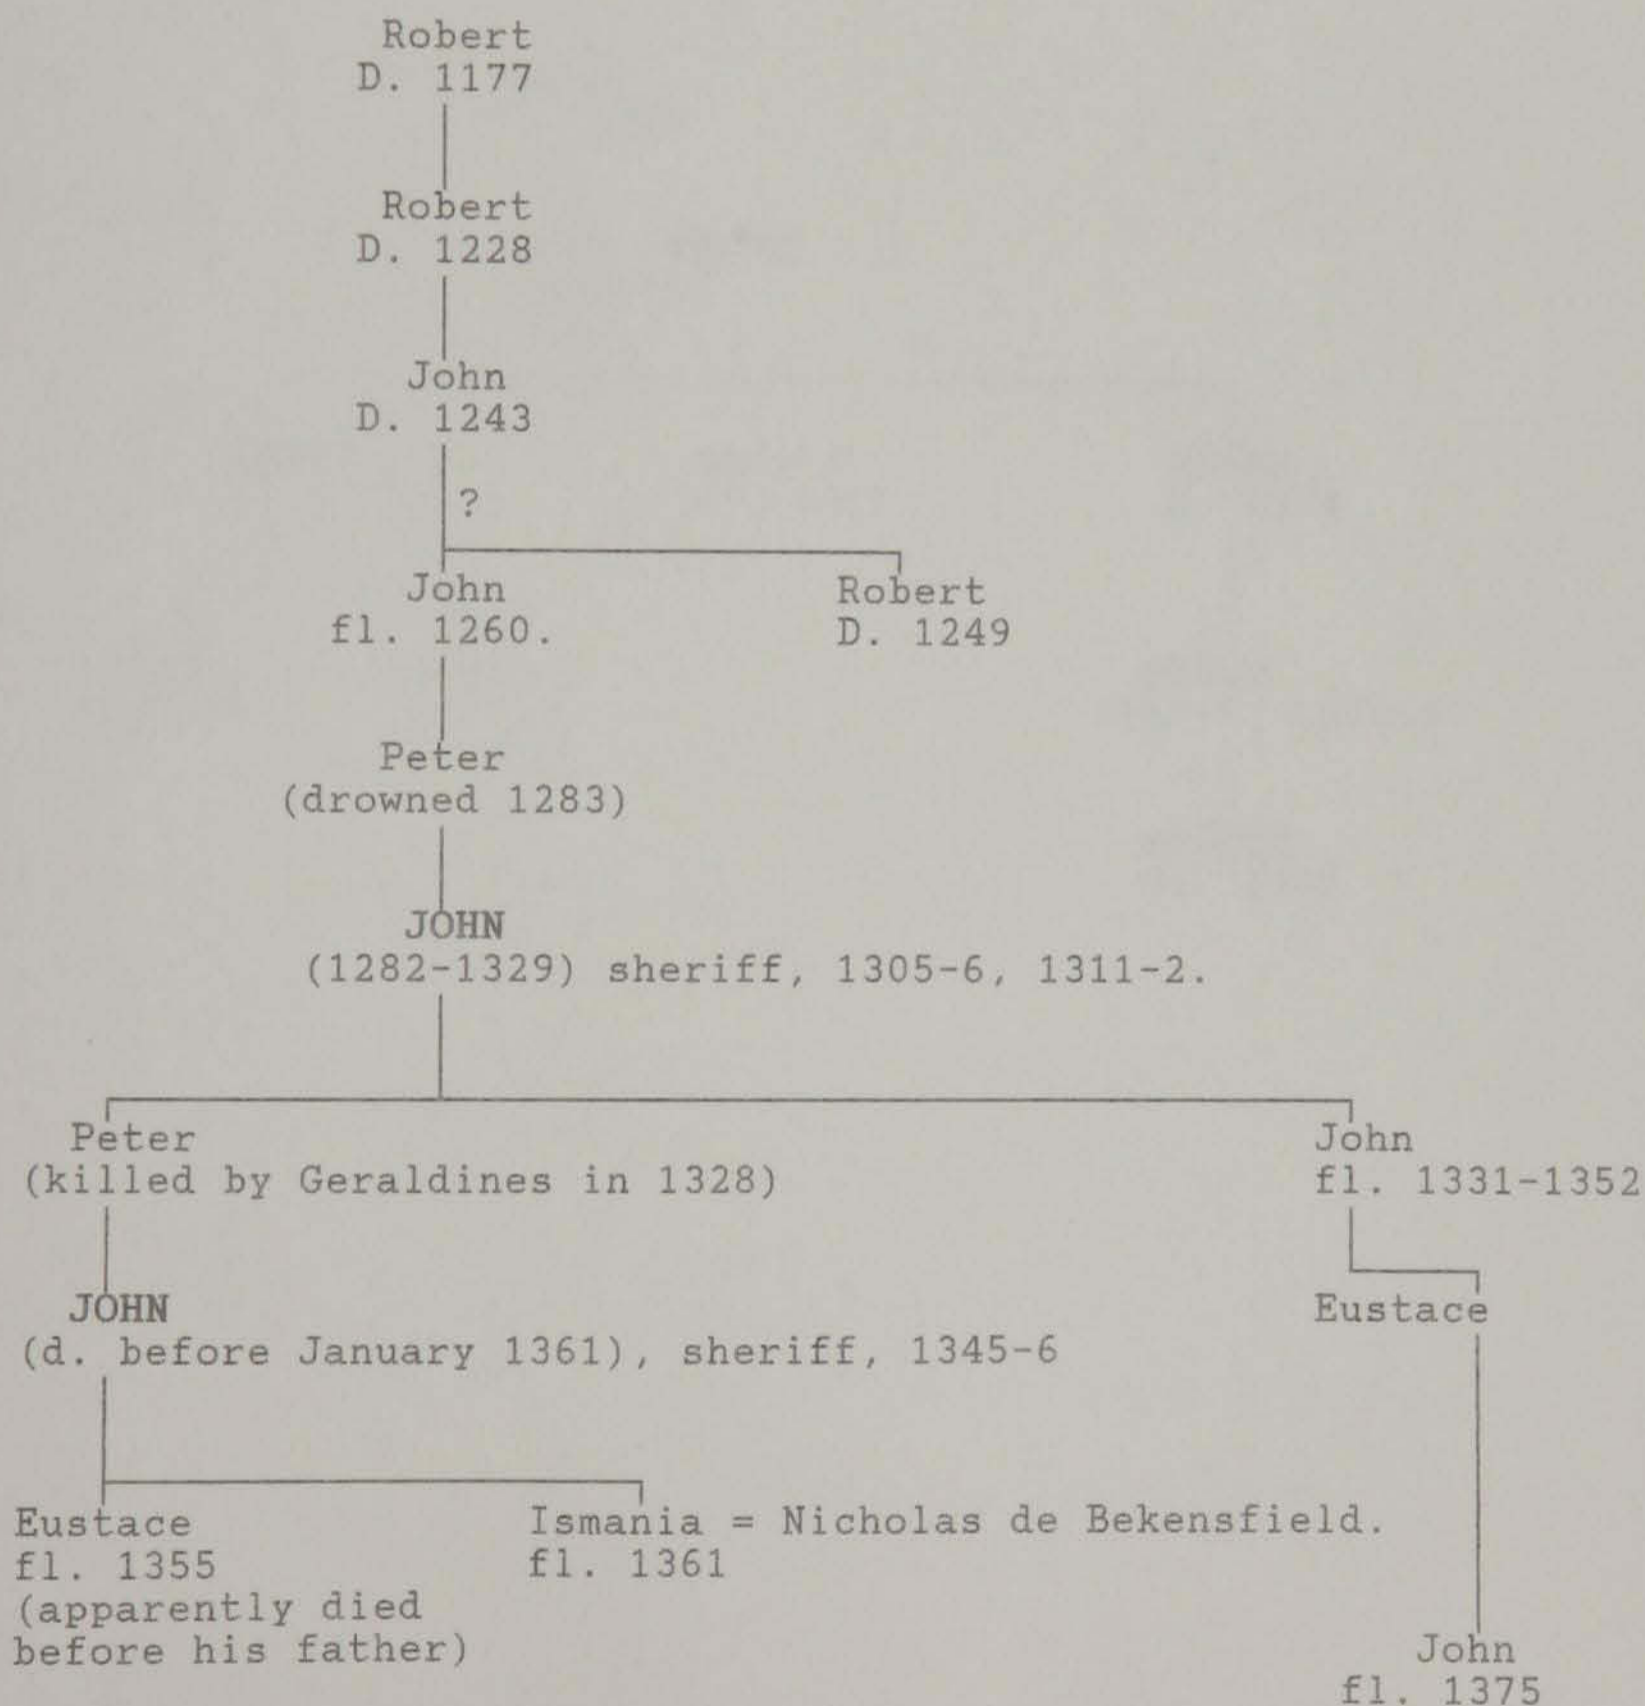 Robert
D. 1177
Robert
D. 1228
John
D. 1243
?
John
fl. 1260.
Robert
D. 1249
Peter
(drowned 1283)
JOHN
(1282-1329) sheriff, 1305-6, 1311-2.
Peter
(killed by Geraldines in 1328)
John
fl. 1331-1352
JOHN
(d. before January 1361), sheriff, 1345-6
Eustace
Eustace
fl. 1355
(apparently died
before his father)
Ismania = Nicholas de Bekensfield.
fl. 1361
John
fl. 1375